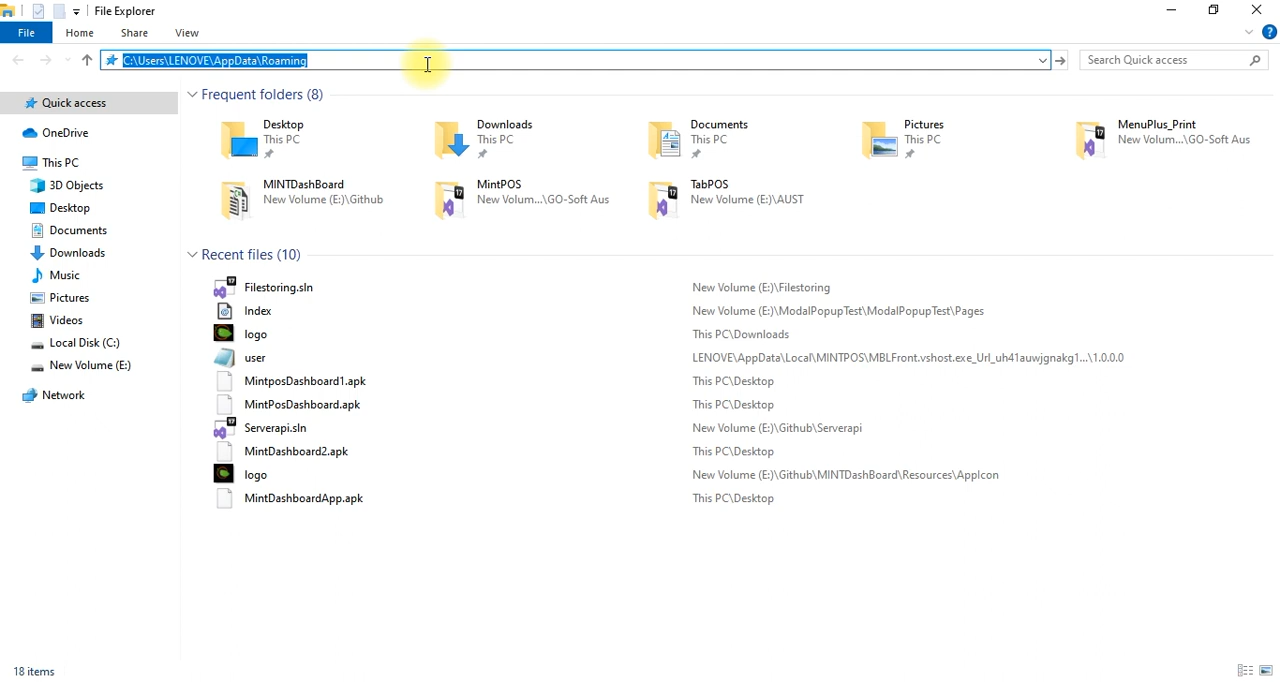 File Explorer
File Home Share View
C:\Users\LENOVE\AppData\Roaming
Search Quick access
Quick access
OneDrive
This PC
3D Objects
Desktop
Documents
Downloads
Music
Pictures
Videos
Local Disk (C:)
New Volume (E:)
Network
Frequent folders (8)
Desktop
This PC
Downloads
This PC
Documents
This PC
Pictures
This PC
MenuPlus_Print
New Volum...\GO-Soft Aus
MINTDashBoard
New Volume (E:)\Github
MintPOS
New Volum...\GO-Soft Aus
TabPOS
New Volume (E:)\AUST
Recent files (10)
Filestoring.sln New Volume (E:)\Filestoring
Index New Volume (E:)\ModalPopupTest\ModalPopupTest\Pages
logo This PC\Downloads
user LENOVE\AppData\Local\MINTPOS\MBLFront.vshost.exe_Url_uh41auwjgnakg1...\1.0.0.0
MintposDashboard1.apk This PC\Desktop
MintPosDashboard.apk This PC\Desktop
Serverapi.sln New Volume (E:)\Github\Serverapi
MintDashboard2.apk This PC\Desktop
logo New Volume (E:)\Github\MINTDashBoard\Resources\AppIcon
MintDashboardApp.apk This PC\Desktop
18 items